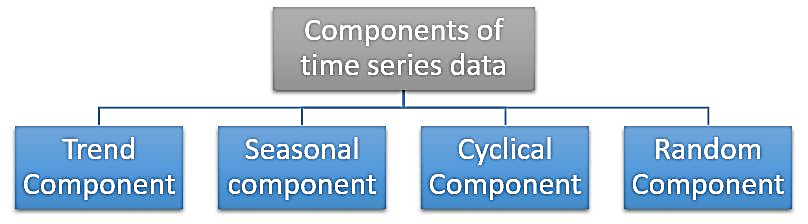 Components of
time series data
Trend
Component
Seasonal
component
Cyclical
Component
Random
Component